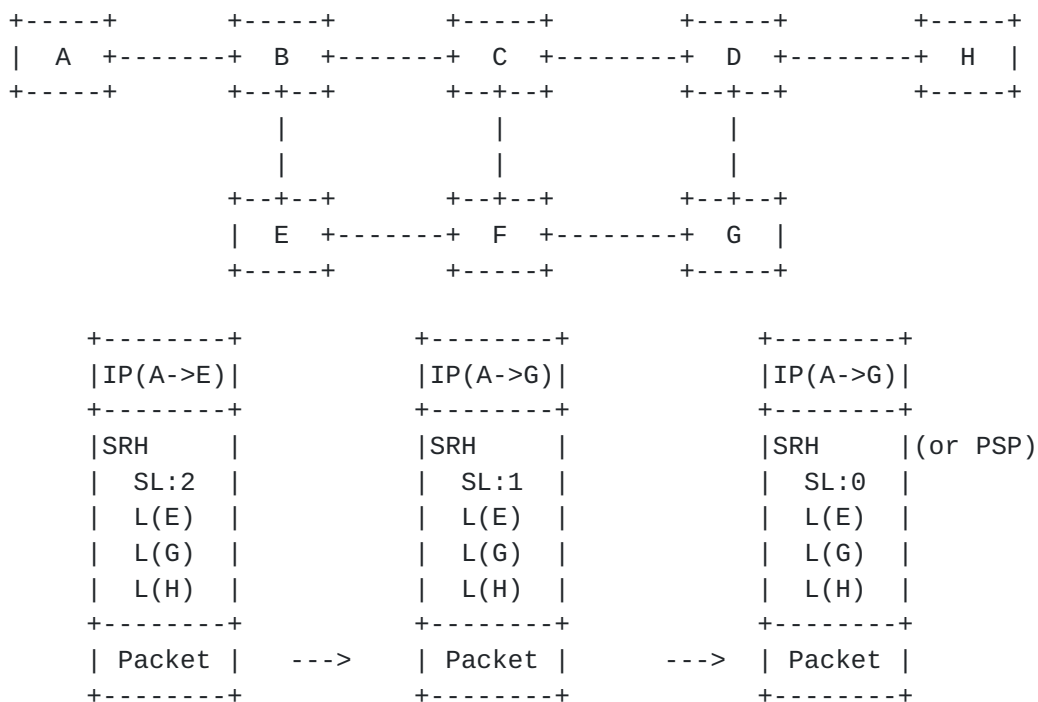 +-----+       +-----+       +-----+        +-----+        +-----+
|  A  +-------+  B  +-------+  C  +--------+  D  +--------+  H  |
+-----+       +--+--+       +--+--+        +--+--+        +-----+
                 |             |              |
                 |             |              |
              +--+--+       +--+--+        +--+--+
              |  E  +-------+  F  +--------+  G  |
              +-----+       +-----+        +-----+

     +--------+          +--------+            +--------+
     |IP(A->E)|          |IP(A->G)|            |IP(A->G)|
     +--------+          +--------+            +--------+
     |SRH     |          |SRH     |            |SRH     |(or PSP)
     |  SL:2  |          |  SL:1  |            |  SL:0  |
     |  L(E)  |          |  L(E)  |            |  L(E)  |
     |  L(G)  |          |  L(G)  |            |  L(G)  |
     |  L(H)  |          |  L(H)  |            |  L(H)  |
     +--------+          +--------+            +--------+
     | Packet |   --->   | Packet |      --->  | Packet |
     +--------+          +--------+            +--------+